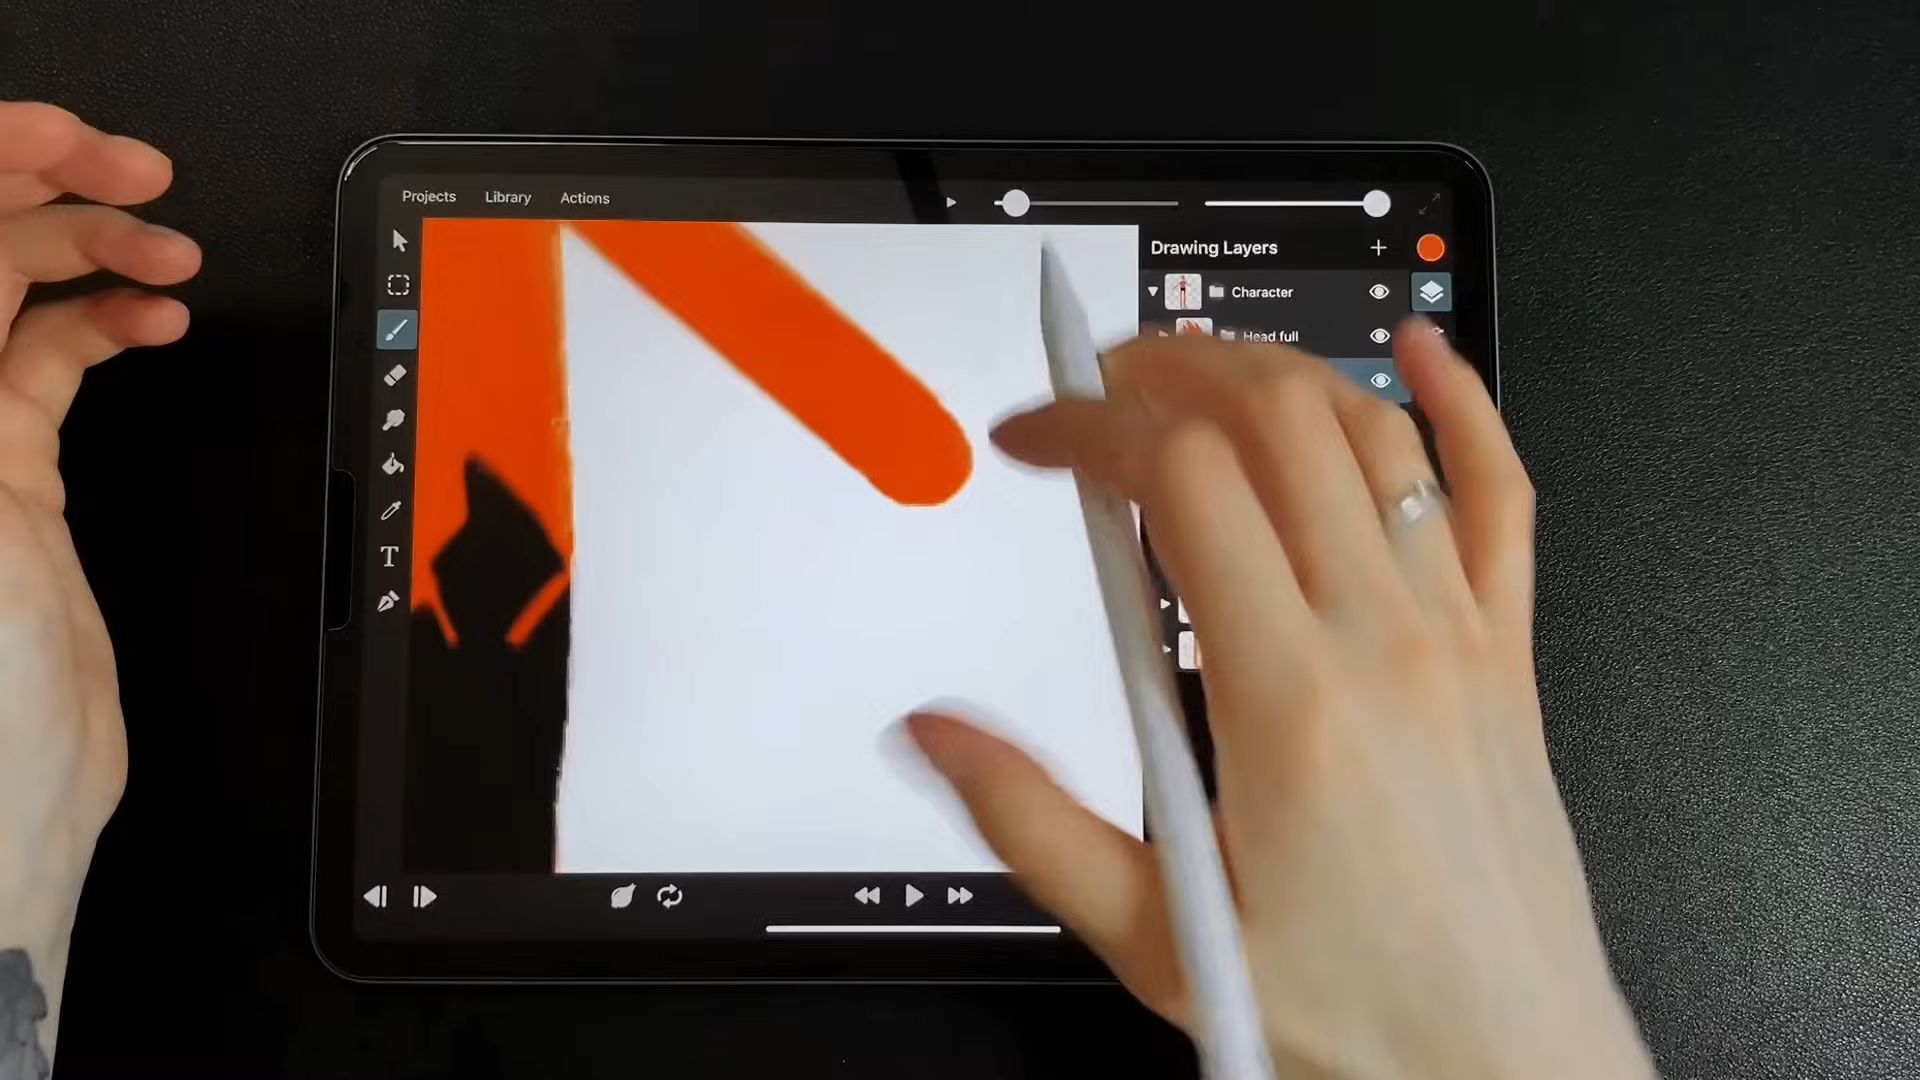 Projects Library Actions
Drawing Layers
Character
Head full
T